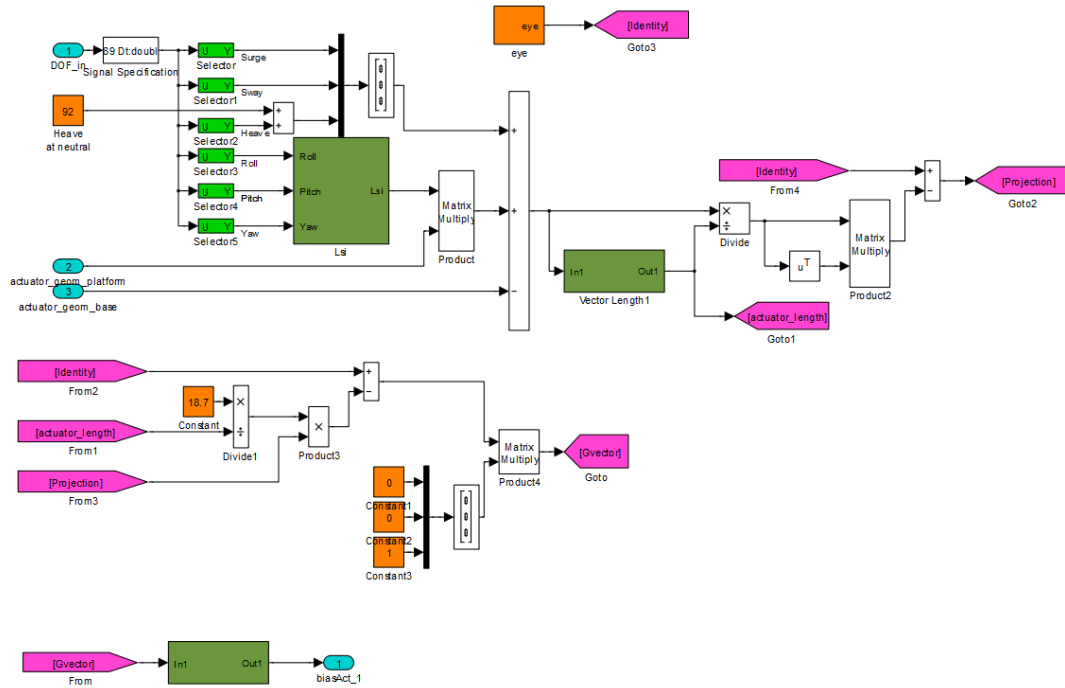 eye
eye
[Identity]
Goto3
1
DOF_in
89 Dt:doubl
Signal Specification
U Y
Selector
Surge
U Y
Selector1
Sway
92
Heave
at neutral
+
+
U Y
Selector2
Heave
U Y
Selector3
Roll
U Y
Selector4
Pitch
U Y
Selector5
Yaw
Roll
Pitch
Yaw
Lsi
Lsi
Matrix
Multiply
Product
2
actuator_geom_platform
3
actuator_geom_base
+
+
−
In1
Out1
Vector Length1
×
÷
Divide
[Identity]
From4
u
T
Matrix
Multiply
Product2
+
−
[Projection]
Goto2
[actuator_length]
Goto1
[Identity]
From2
18.7
Constant
[actuator_length]
From1
×
÷
Divide1
×
Product3
[Projection]
From3
+
−
0
Constant1
0
Constant2
1
Constant3
Matrix
Multiply
Product4
[Gvector]
Goto
[Gvector]
From
In1
Out1
1
biasAct_1